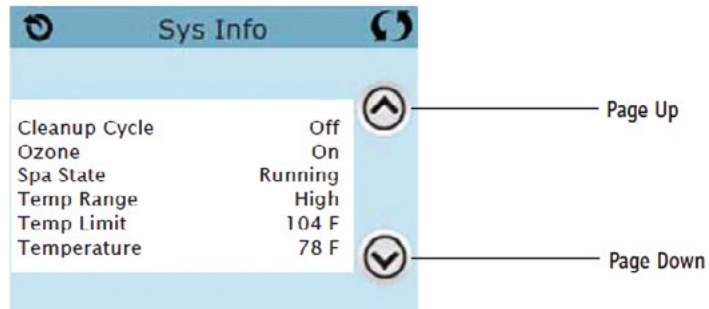 Sys Info
Page Up
Cleanup Cycle Off
Ozone On
Spa State Running
Temp Range High
Temp Limit 104 F
Temperature 78 F
Page Down